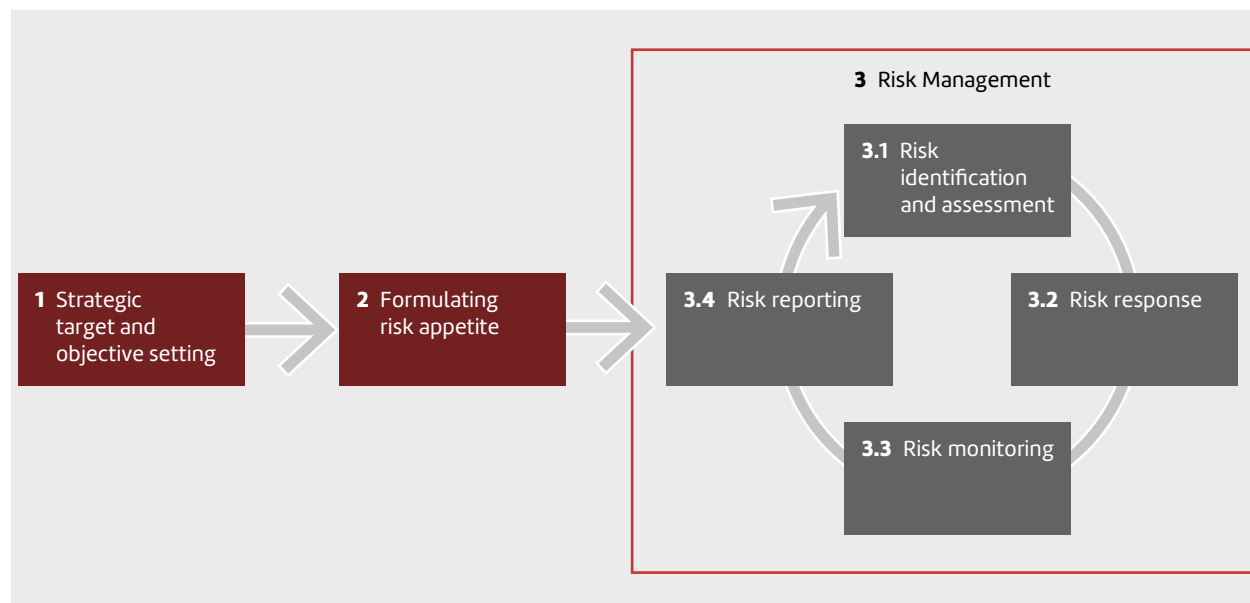 3 Risk Management
3.1 Risk
identification
and assessment
1 Strategic
target and
objective setting
2 Formulating
risk appetite
3.4 Risk reporting
3.2 Risk response
3.3 Risk monitoring